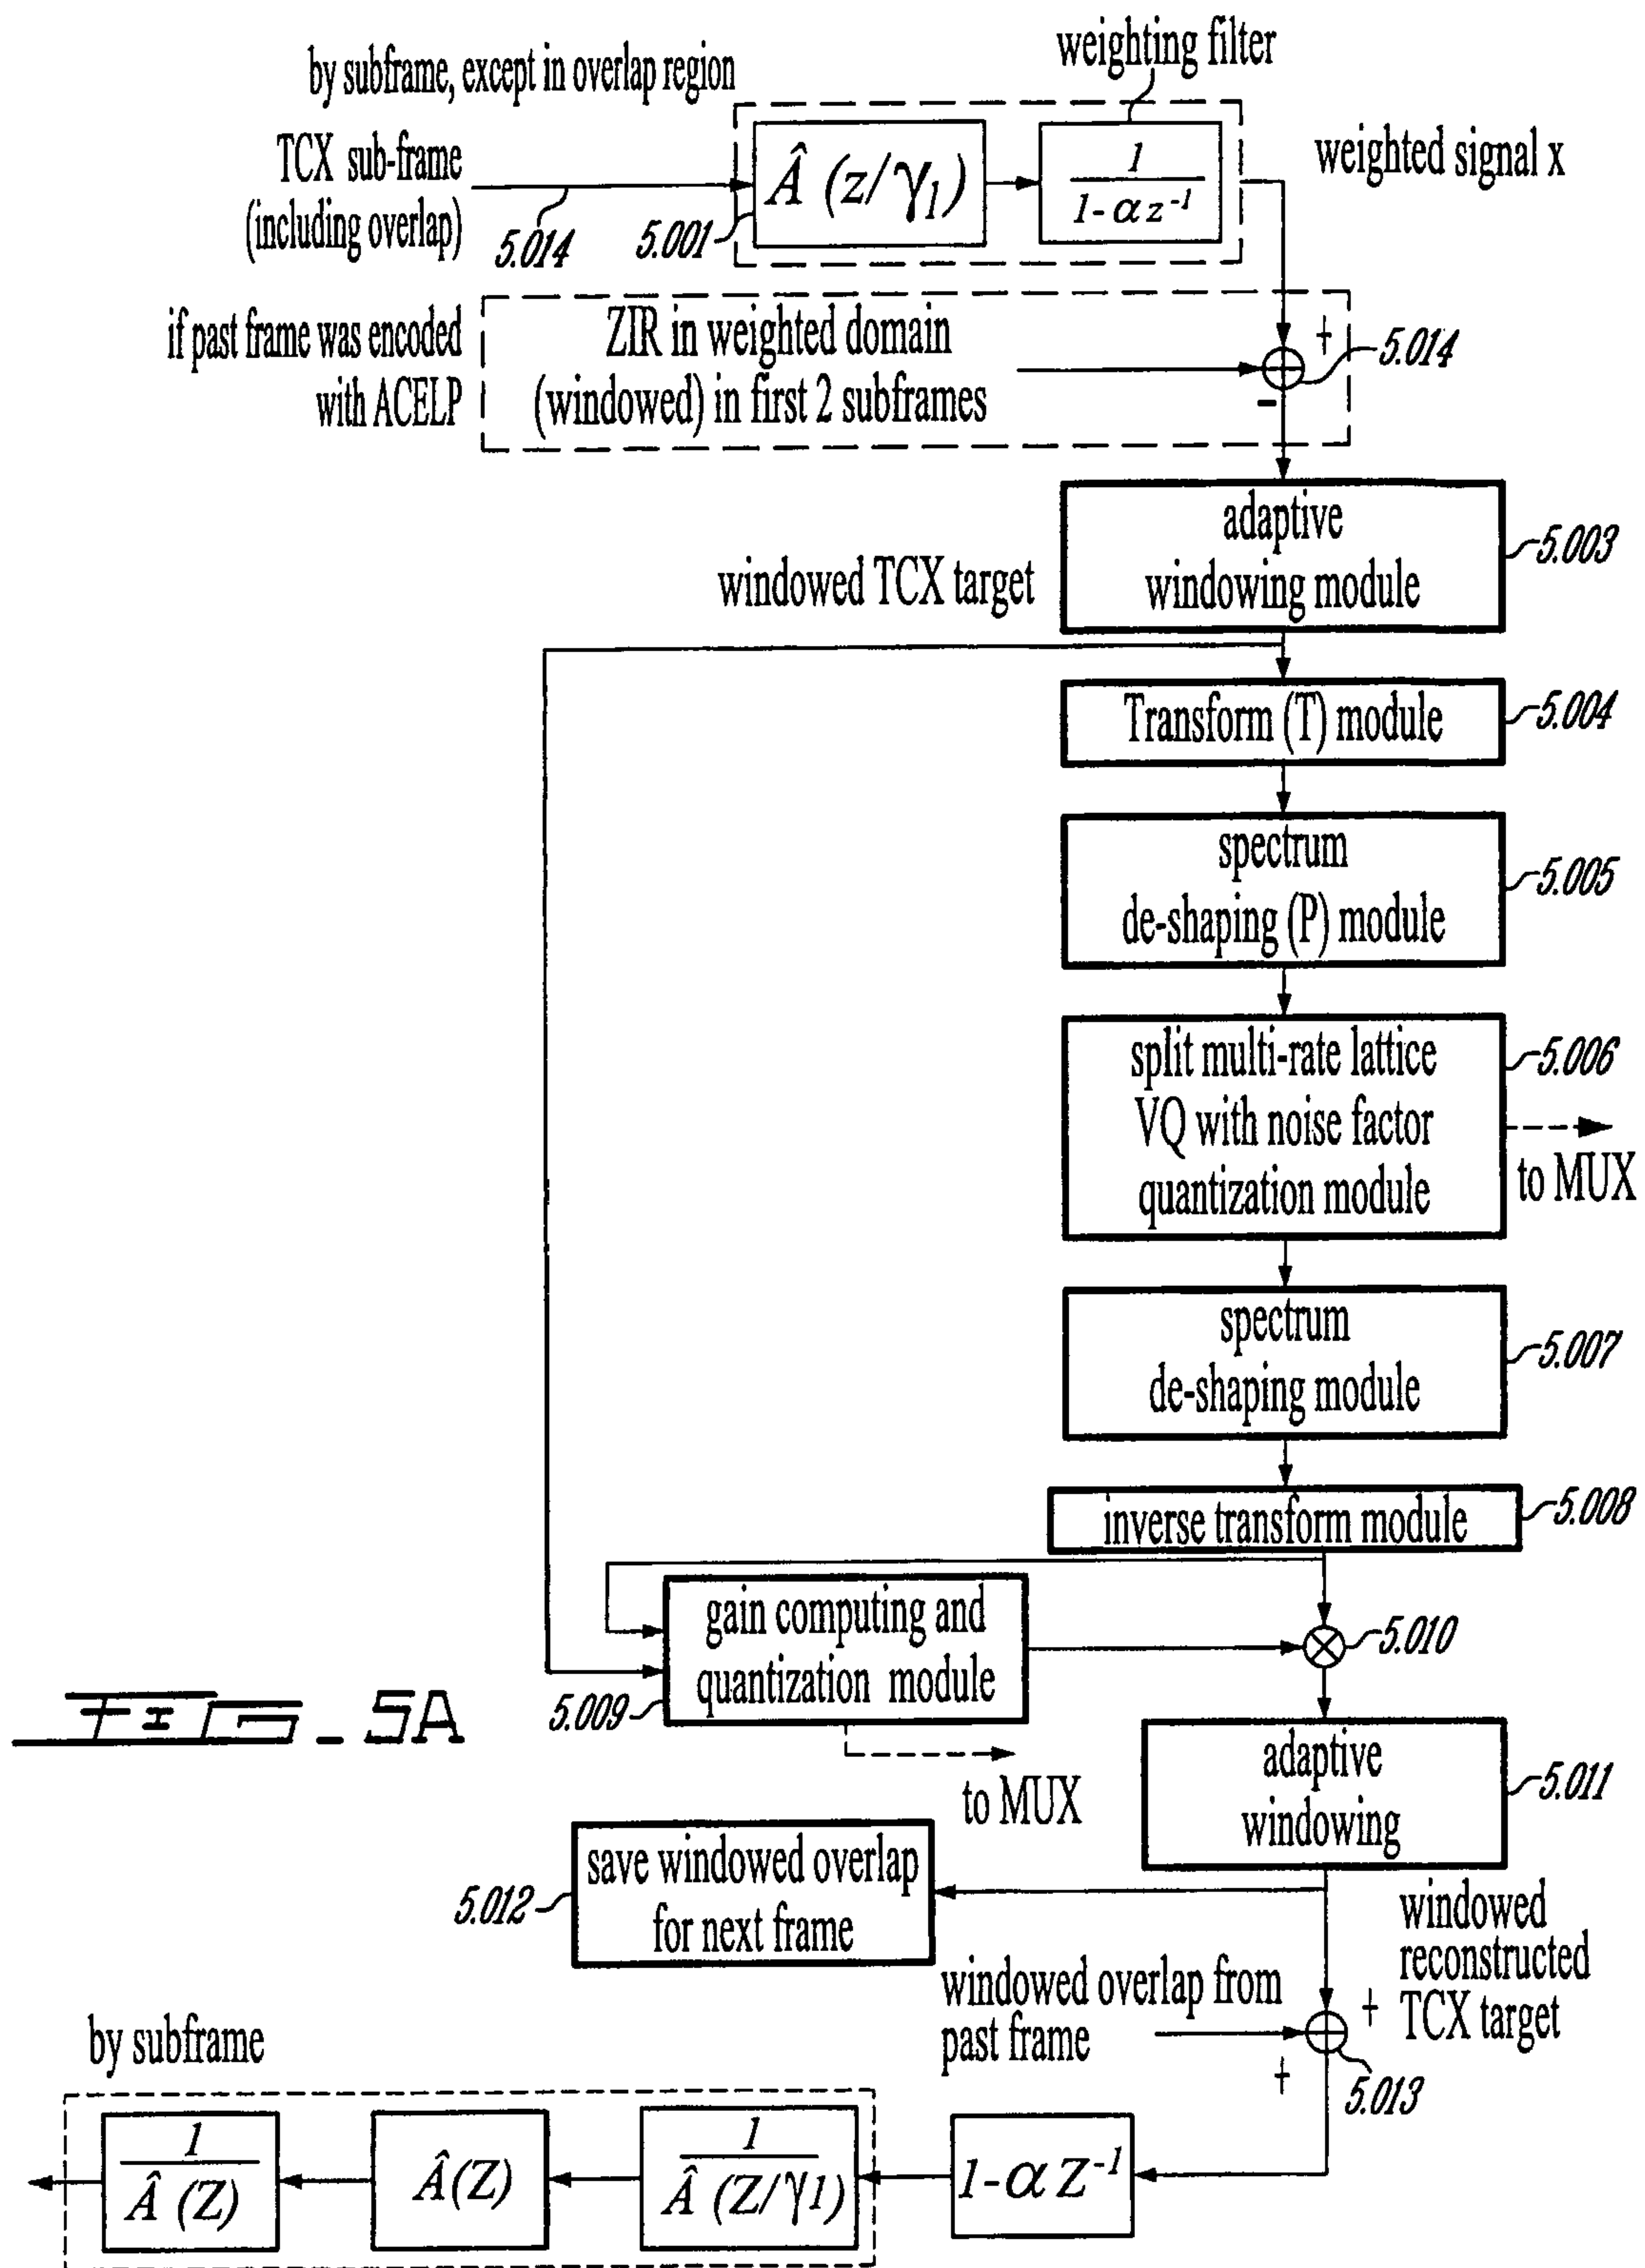 by subframe, except in overlap region
weighting filter
TCX sub-frame
(including overlap)
5.014
5.001
Â (z/γ1)
1
1-αz⁻¹
weighted signal x
if past frame was encoded
with ACELP
ZIR in weighted domain
(windowed) in first 2 subframes
+
-
5.014
adaptive
windowing module
5.003
windowed TCX target
Transform (T) module
5.004
spectrum
de-shaping (P) module
5.005
split multi-rate lattice
VQ with noise factor
quantization module
5.006
to MUX
spectrum
de-shaping module
5.007
inverse transform module
5.008
gain computing and
quantization module
5.009
5.010
to MUX
FIG_5A
adaptive
windowing
5.011
save windowed overlap
for next frame
5.012
windowed
reconstructed
TCX target
windowed overlap from
past frame
+
+
5.013
by subframe
1
Â (Z)
Â(Z)
1
Â (Z/γ1)
1-αZ⁻¹